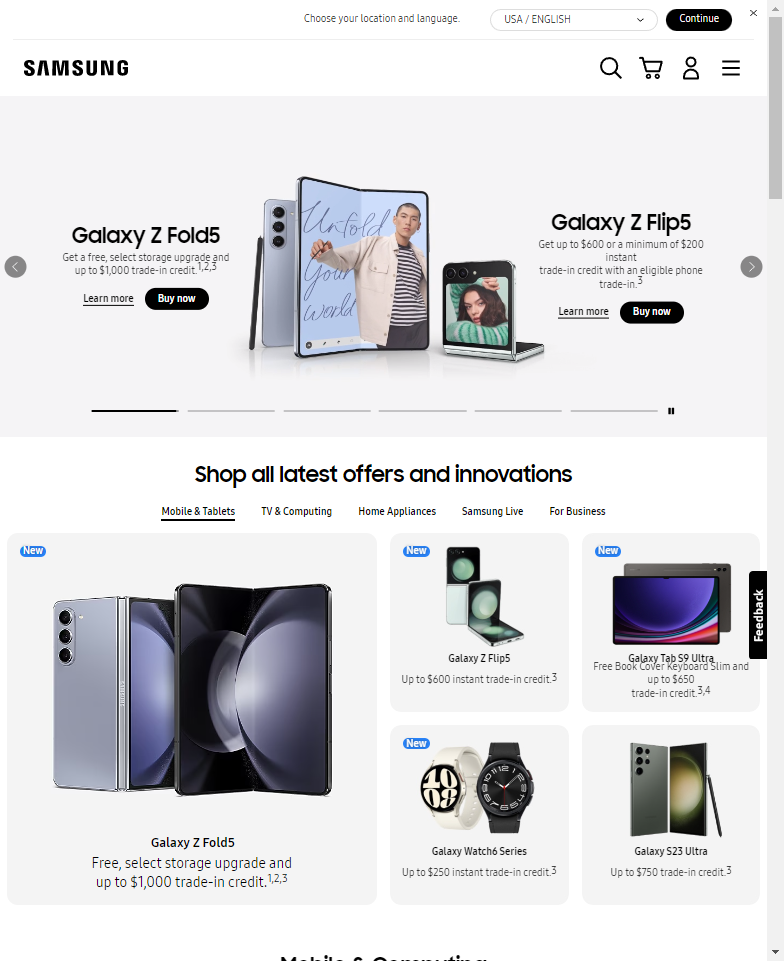 Choose your location and language.
USA / ENGLISH
Continue
SAMSUNG
Galaxy Z Fold5
Get a free, select storage upgrade and
up to $1,000 trade-in credit.1,2,3
Learn more
Buy now
Unfold
Your
world
Galaxy Z Flip5
Get up to $600 or a minimum of $200
instant
trade-in credit with an eligible phone
trade-in.3
Learn more
Buy now
Shop all latest offers and innovations
Mobile & Tablets
TV & Computing
Home Appliances
Samsung Live
For Business
New
Galaxy Z Fold5
Free, select storage upgrade and
up to $1,000 trade-in credit.1,2,3
New
Galaxy Z Flip5
Up to $600 instant trade-in credit.3
New
Galaxy Tab S9 Ultra
Free Book Cover Keyboard Slim and
up to $650
trade-in credit.3,4
Feedback
New
10
09
Galaxy Watch6 Series
Up to $250 instant trade-in credit.3
Galaxy S23 Ultra
Up to $750 trade-in credit.3
Mobile & Computing